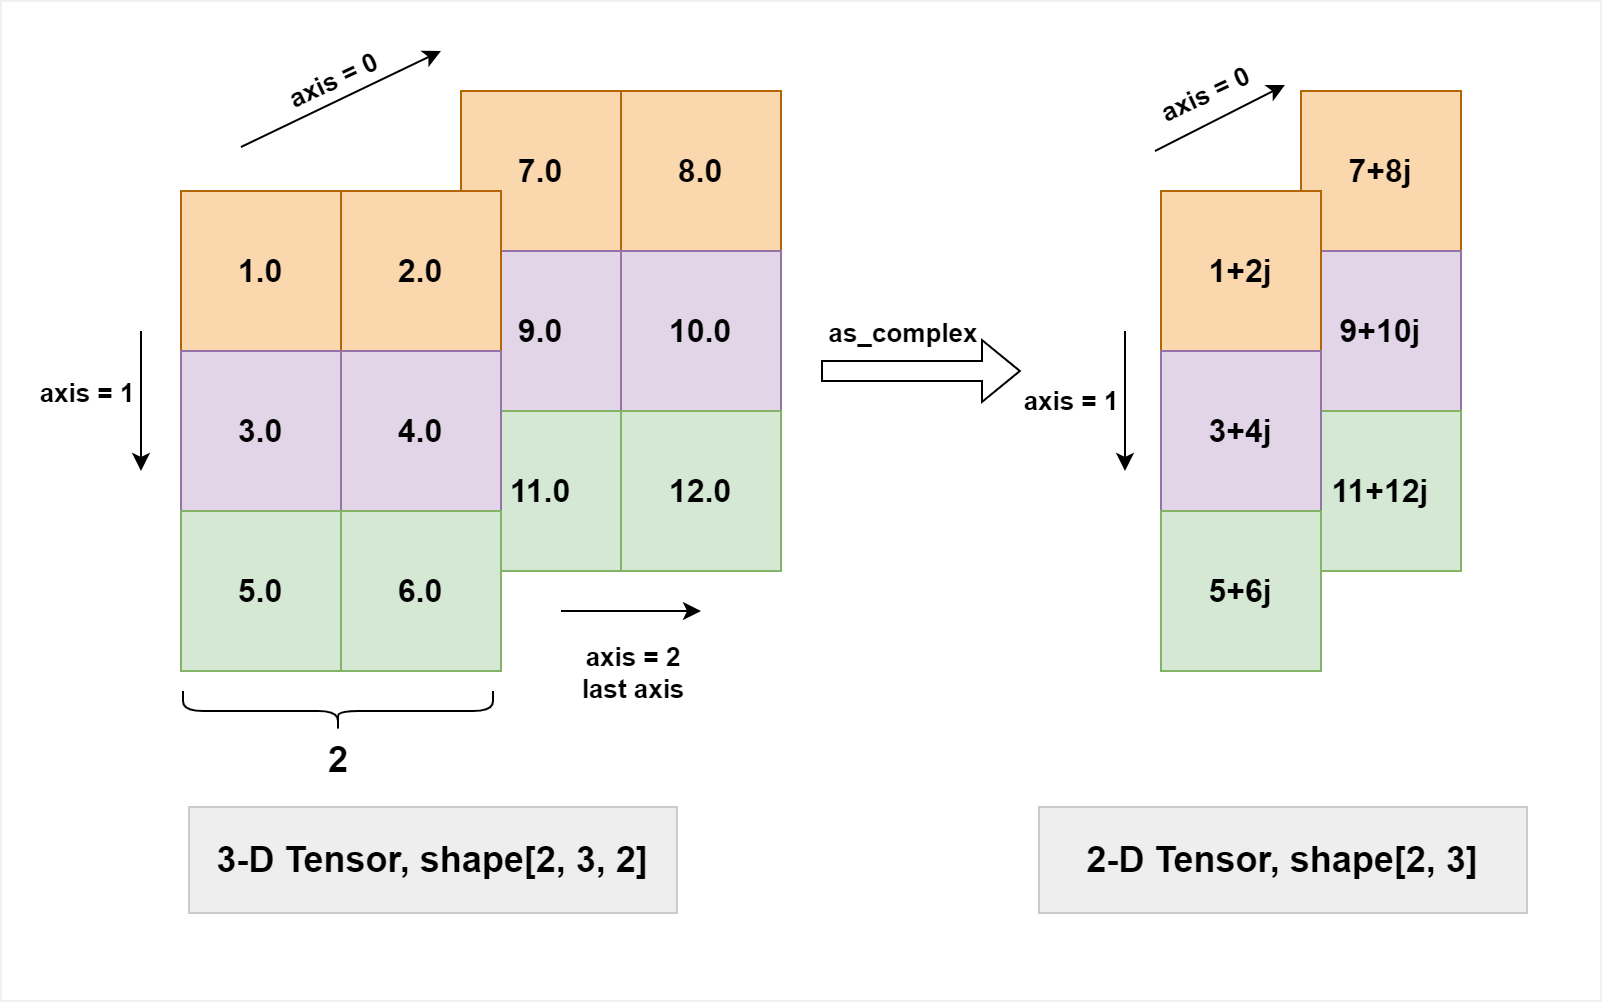 axis = 0
7.0 8.0
1.0 2.0
9.0 10.0
axis = 1
3.0 4.0
11.0 12.0
5.0 6.0
axis = 2
last axis
2
3-D Tensor, shape[2, 3, 2]
as_complex
axis = 0
7+8j
1+2j
9+10j
axis = 1
3+4j
11+12j
5+6j
2-D Tensor, shape[2, 3]